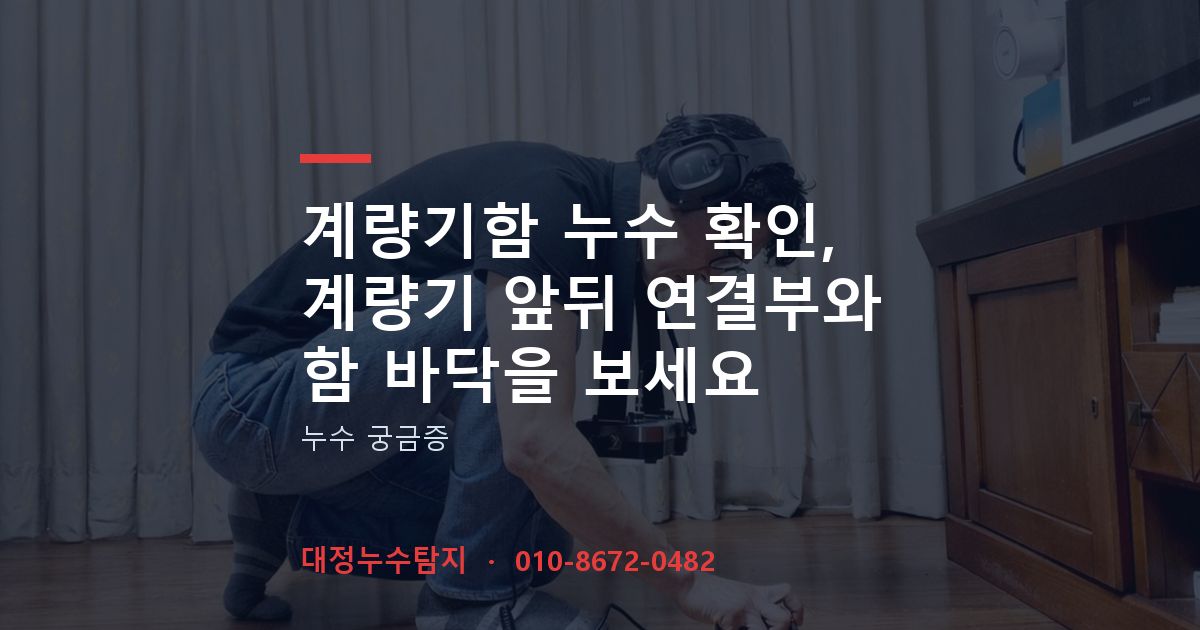 계량기함 누수 확인,
계량기 앞뒤 연결부와
함 바닥을 보세요
누수 궁금증
대정누수탐지 · 010-8672-0482